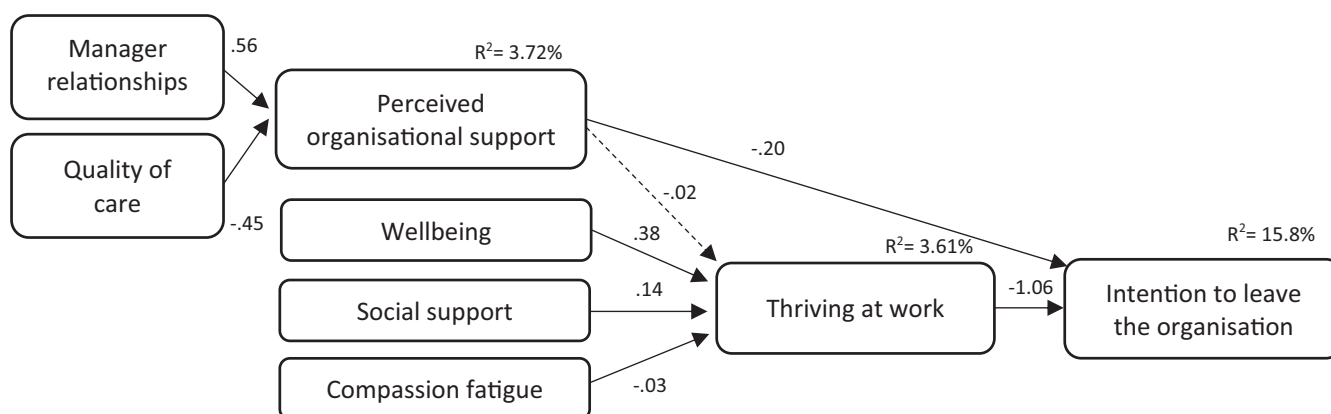 Manager
relationships
.56
R²= 3.72%
Perceived
organisational support
Quality of
care
-.45
-.20
-.02
Wellbeing
.38
R²= 3.61%
R²= 15.8%
Social support
.14
Thriving at work
-1.06
Intention to leave
the organisation
Compassion fatigue
-.03